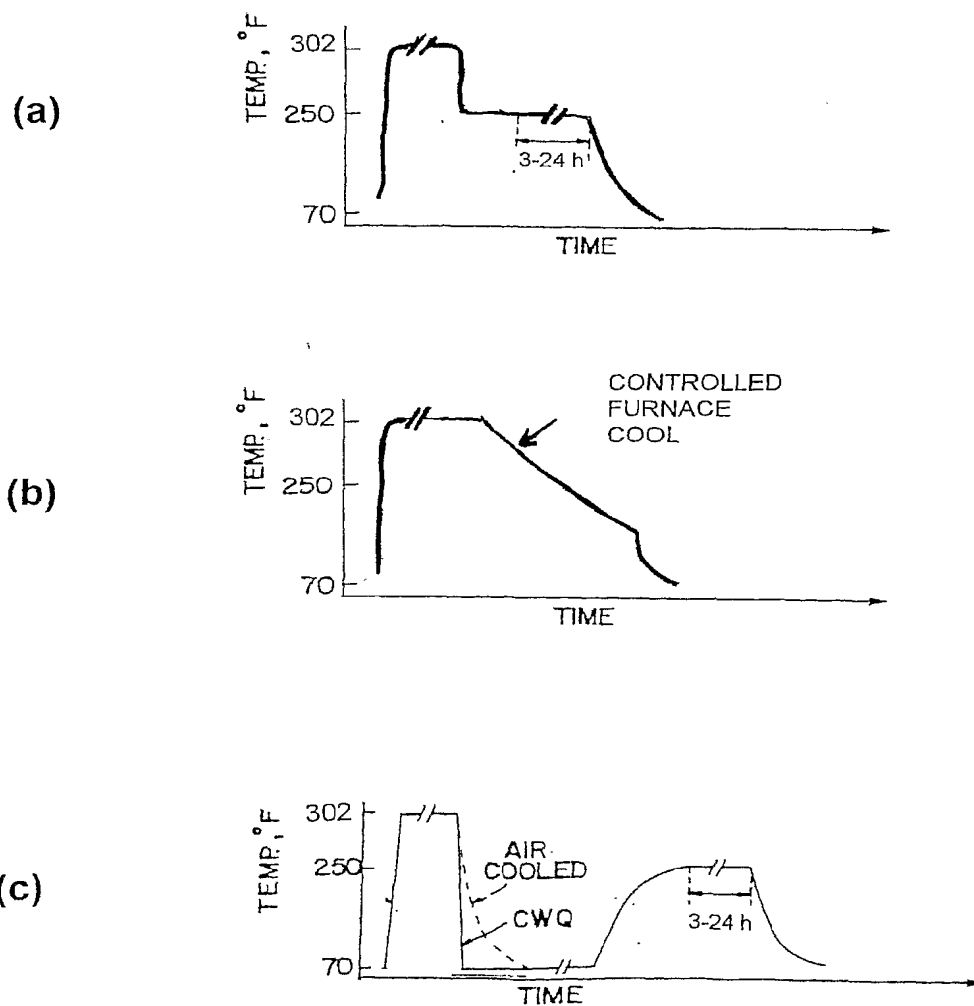 (a)
TEMP., °F
302
250
70
3-24 h
TIME
(b)
TEMP., °F
302
250
70
CONTROLLED
FURNACE
COOL
TIME
(c)
TEMP., °F
302
250
70
AIR
COOLED
CWQ
3-24 h
TIME